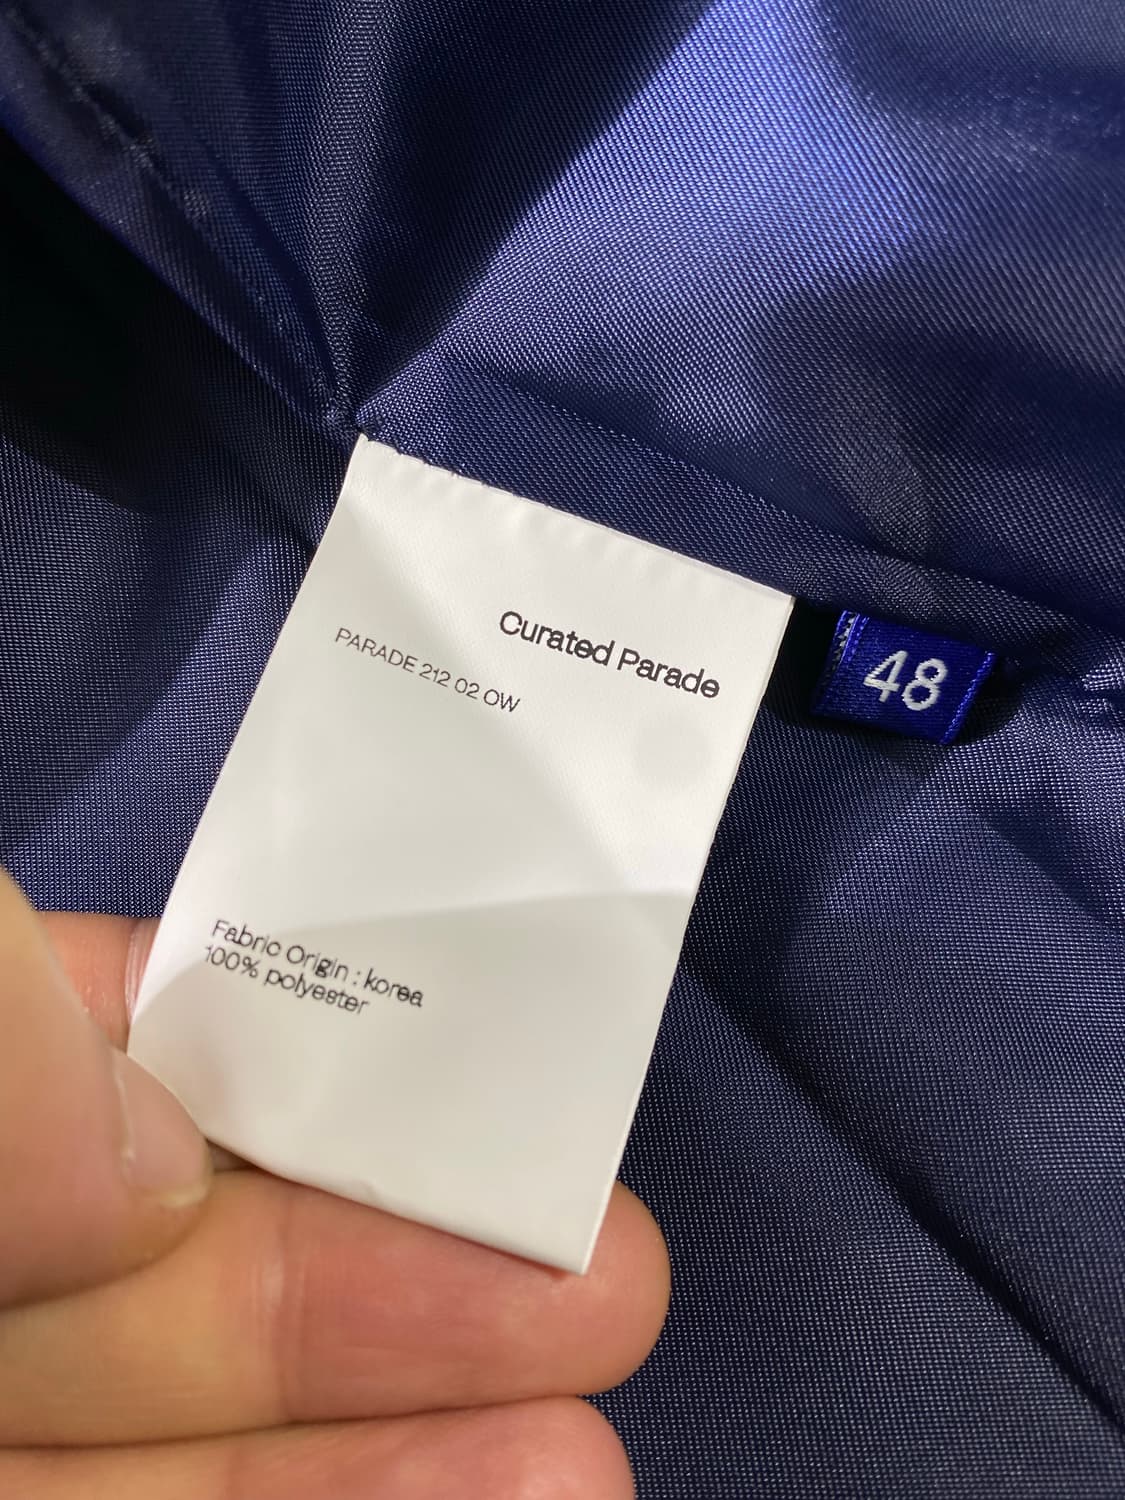 Curated Parade
PARADE 212 02 OW
48
Fabric Origin : korea
100% polyester